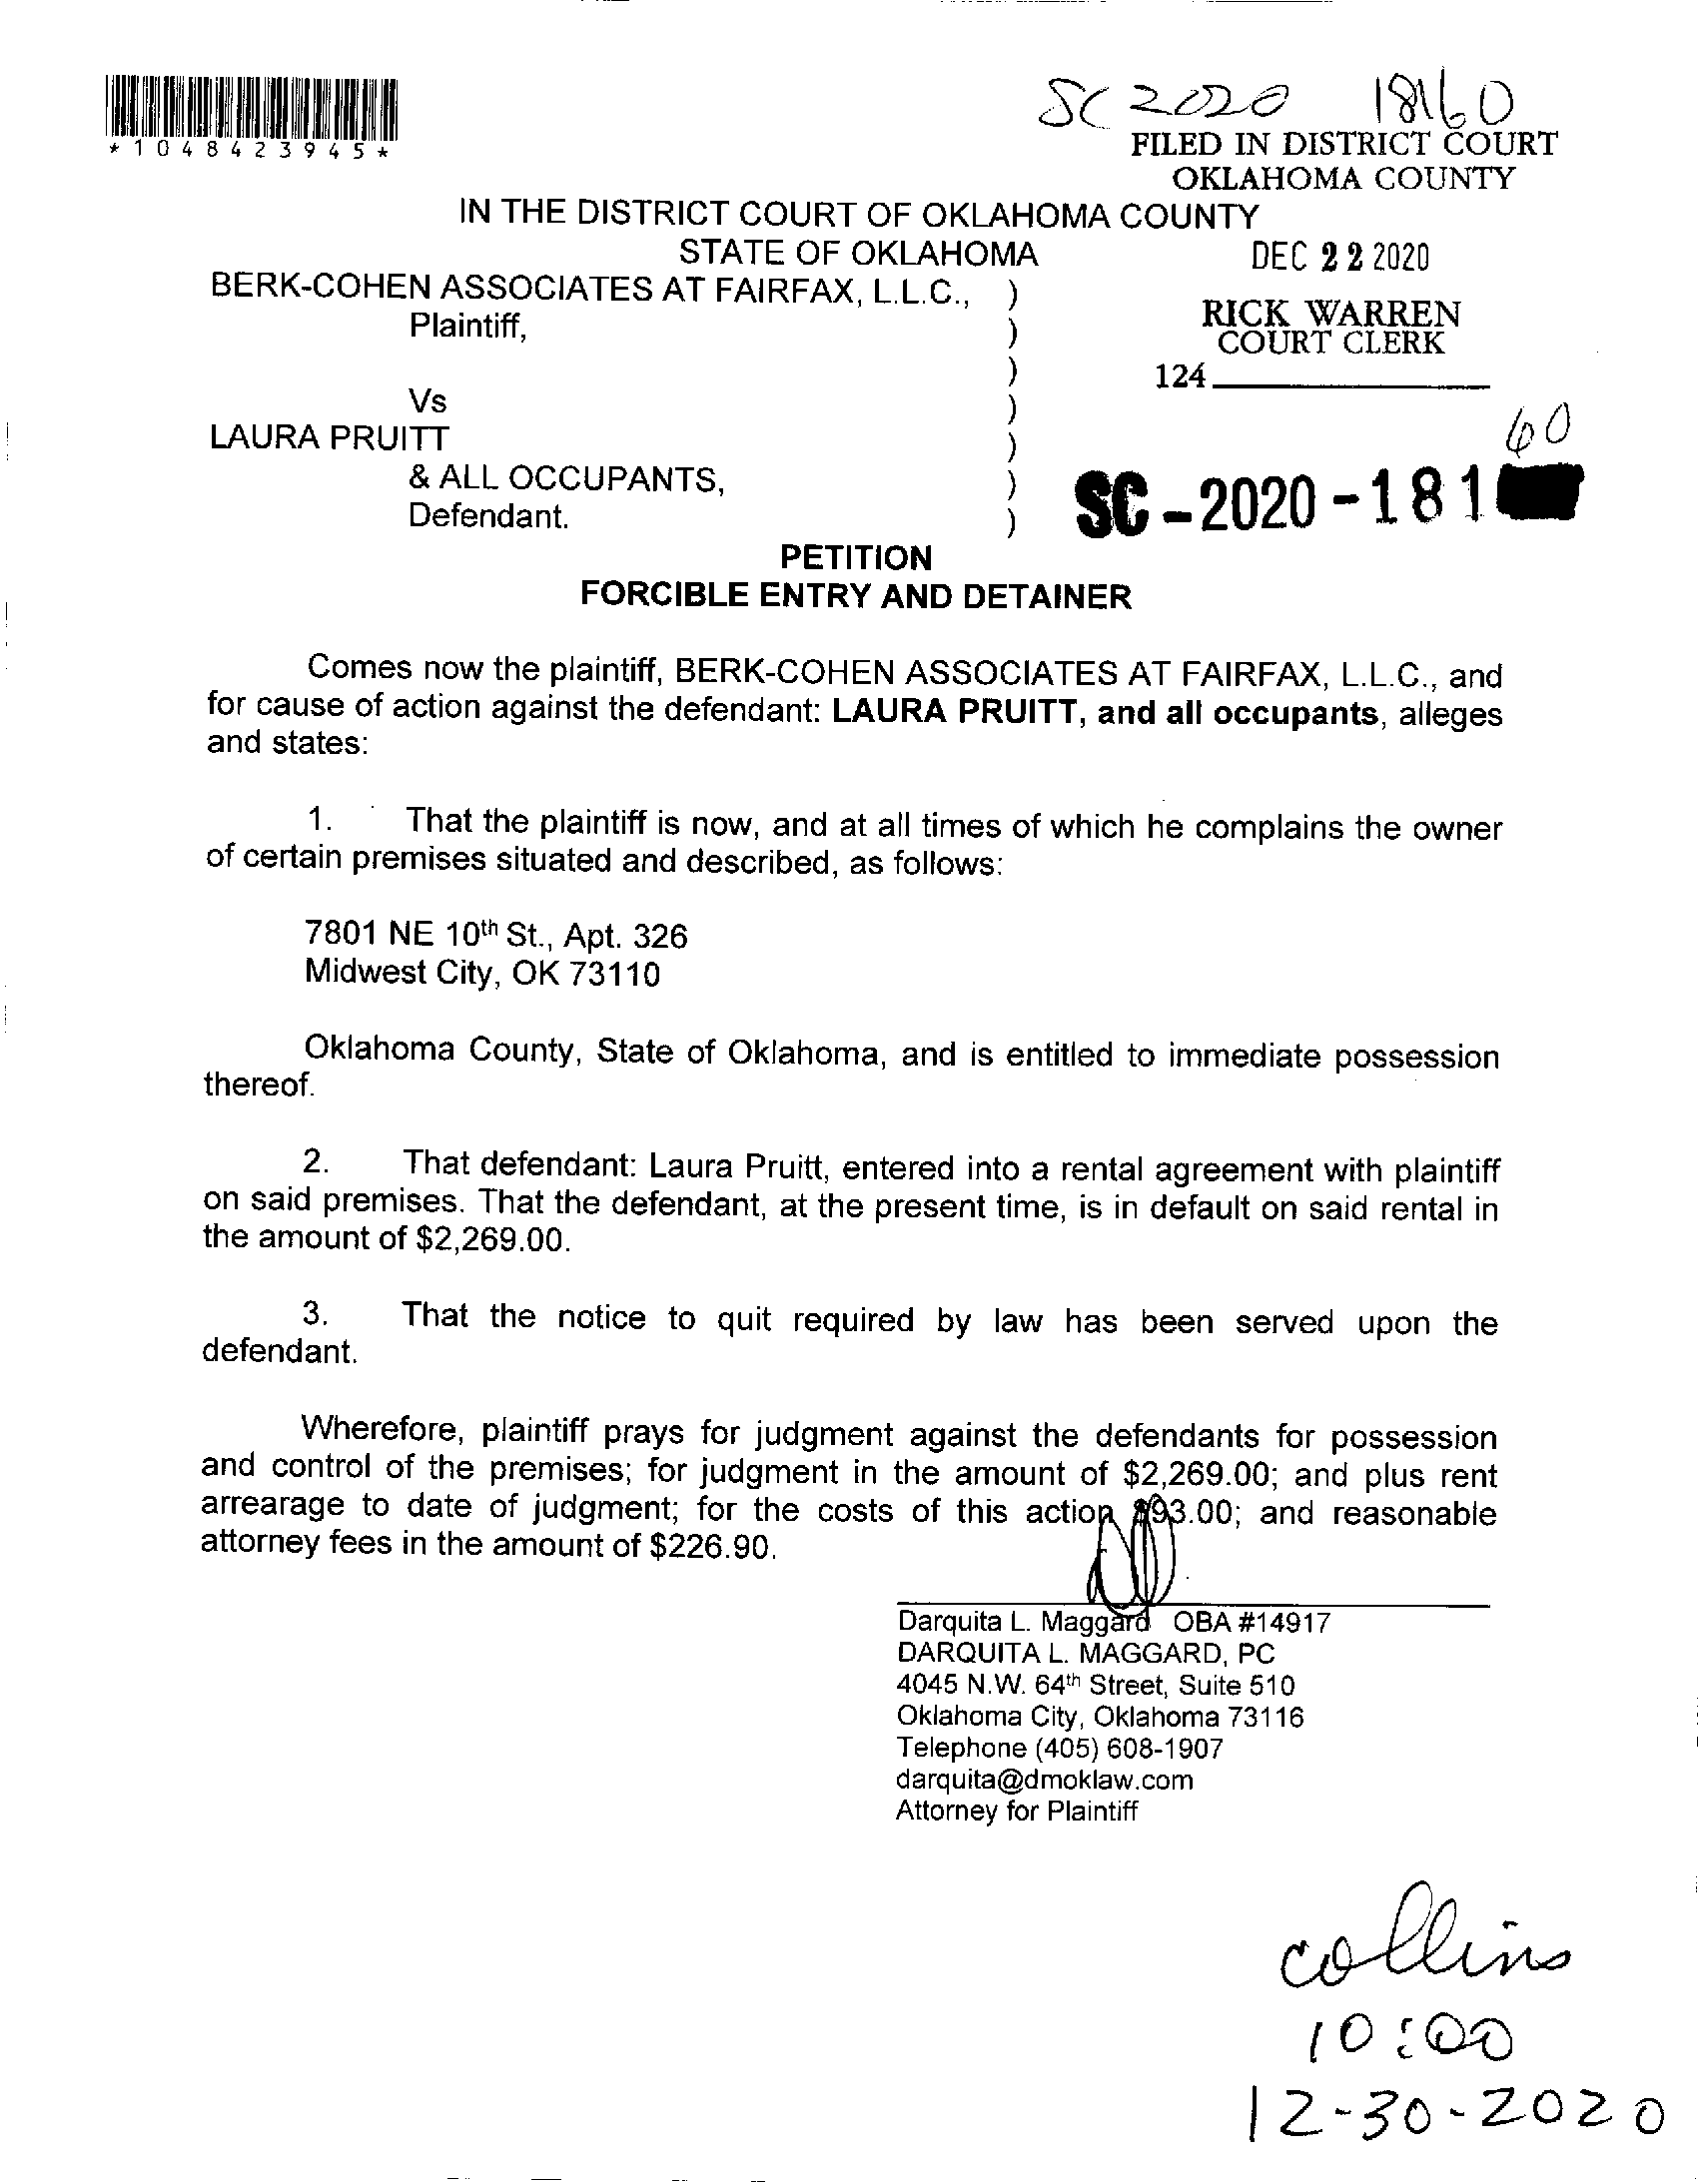 *1048423945*
SC 2020 18160
FILED IN DISTRICT COURT
OKLAHOMA COUNTY
IN THE DISTRICT COURT OF OKLAHOMA COUNTY
STATE OF OKLAHOMA
DEC 22 2020
BERK-COHEN ASSOCIATES AT FAIRFAX, L.L.C., )
Plaintiff, )
RICK WARREN
COURT CLERK
)
124
Vs )
60
LAURA PRUITT )
& ALL OCCUPANTS, )
SC-2020-181
Defendant. )
PETITION
FORCIBLE ENTRY AND DETAINER
Comes now the plaintiff, BERK-COHEN ASSOCIATES AT FAIRFAX, L.L.C., and
for cause of action against the defendant: LAURA PRUITT, and all occupants, alleges
and states:
1. That the plaintiff is now, and at all times of which he complains the owner
of certain premises situated and described, as follows:
7801 NE 10th St., Apt. 326
Midwest City, OK 73110
Oklahoma County, State of Oklahoma, and is entitled to immediate possession
thereof.
2. That defendant: Laura Pruitt, entered into a rental agreement with plaintiff
on said premises. That the defendant, at the present time, is in default on said rental in
the amount of $2,269.00.
3. That the notice to quit required by law has been served upon the
defendant.
Wherefore, plaintiff prays for judgment against the defendants for possession
and control of the premises; for judgment in the amount of $2,269.00; and plus rent
arrearage to date of judgment; for the costs of this action $93.00; and reasonable
attorney fees in the amount of $226.90.
Darquita L. Maggard OBA #14917
DARQUITA L. MAGGARD, PC
4045 N.W. 64th Street, Suite 510
Oklahoma City, Oklahoma 73116
Telephone (405) 608-1907
darquita@dmoklaw.com
Attorney for Plaintiff
collins
10:00
12-30-2020